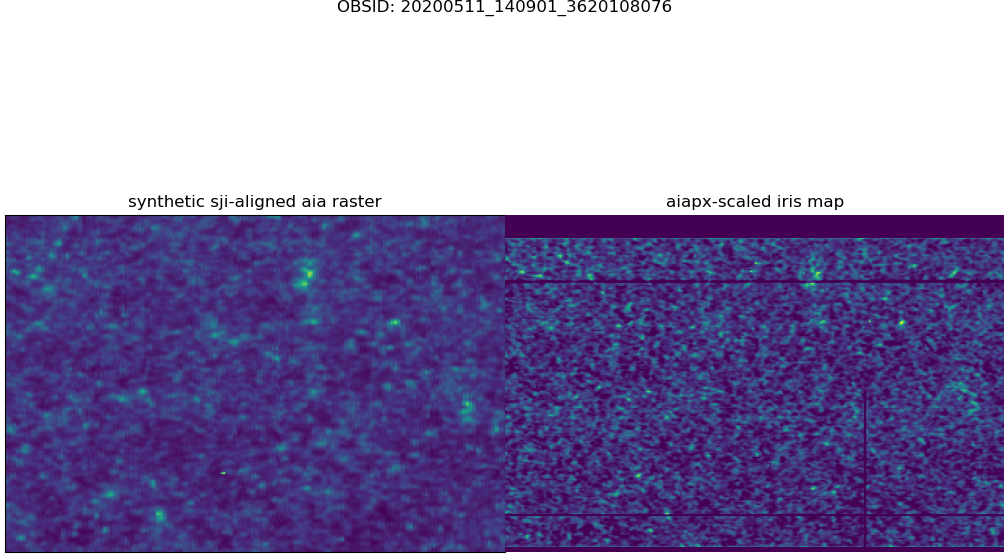 OBSID: 20200511_140901_3620108076
synthetic sji-aligned aia raster
aiapx-scaled iris map